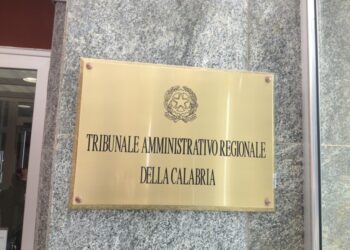 TRIBUNALE AMMINISTRATIVO REGIONALE
DELLA CALABRIA